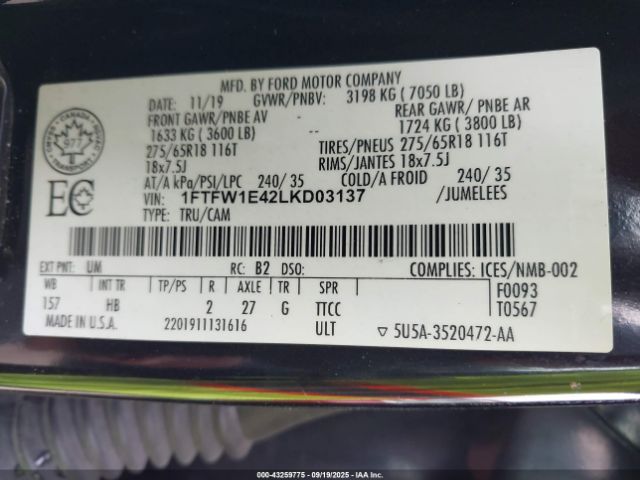 MFD. BY FORD MOTOR COMPANY
DATE: 11/19 GVWR/PNBV: 3198 KG ( 7050 LB)
FRONT GAWR/ PNBE AV REAR GAWR/ PNBE AR
1633 KG ( 3600 LB) 1724 KG ( 3800 LB)
275/65R18 116T TIRES/PNEUS 275/65R18 116T
18x7.5J RIMS/JANTES 18x7.5J
AT/A kPa/PSI/LPC 240/ 35 COLD/A FROID 240/ 35
VIN: 1FTFW1E42LKD03137 /JUMELEES
TYPE: TRU/CAM
CANADA
977
TRANSPORT
EC
EXT PNT: UM RC: B2 DSO: COMPLIES: ICES/NMB-002
WB INT TR TP/PS R AXLE TR SPR F0093
157 HB 2 27 G TTCC T0567
MADE IN U.S.A. 2201911131616 ULT ▽ 5U5A-3520472-AA
000-43259775 - 09/19/2025 - IAA Inc.